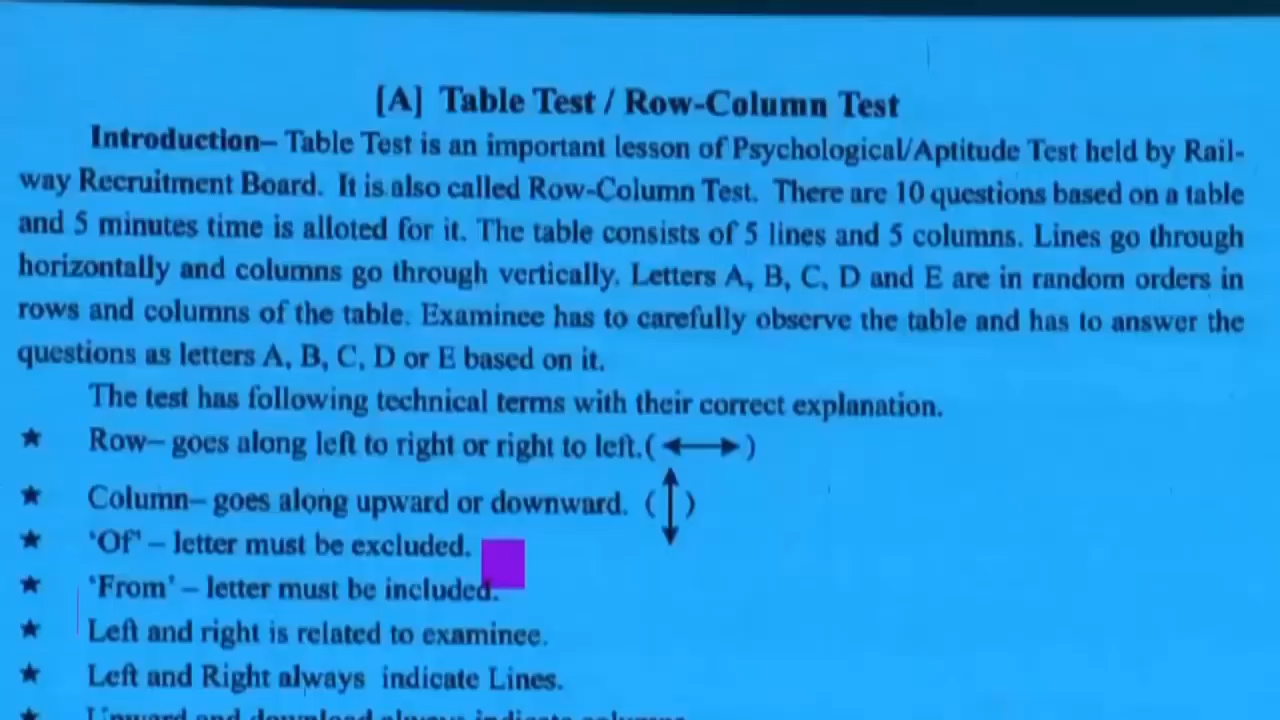 [A] Table Test / Row-Column Test
Introduction– Table Test is an important lesson of Psychological/Aptitude Test held by Rail-
way Recruitment Board. It is also called Row-Column Test. There are 10 questions based on a table
and 5 minutes time is alloted for it. The table consists of 5 lines and 5 columns. Lines go through
horizontally and columns go through vertically. Letters A, B, C, D and E are in random orders in
rows and columns of the table. Examinee has to carefully observe the table and has to answer the
questions as letters A, B, C, D or E based on it.
The test has following technical terms with their correct explanation.
★ Row– goes along left to right or right to left.(⟷)
★ Column– goes along upward or downward. (↕)
★ 'Of' – letter must be excluded.
★ 'From' – letter must be included.
★ Left and right is related to examinee.
★ Left and Right always indicate Lines.
★ Upward and download always indicate columns